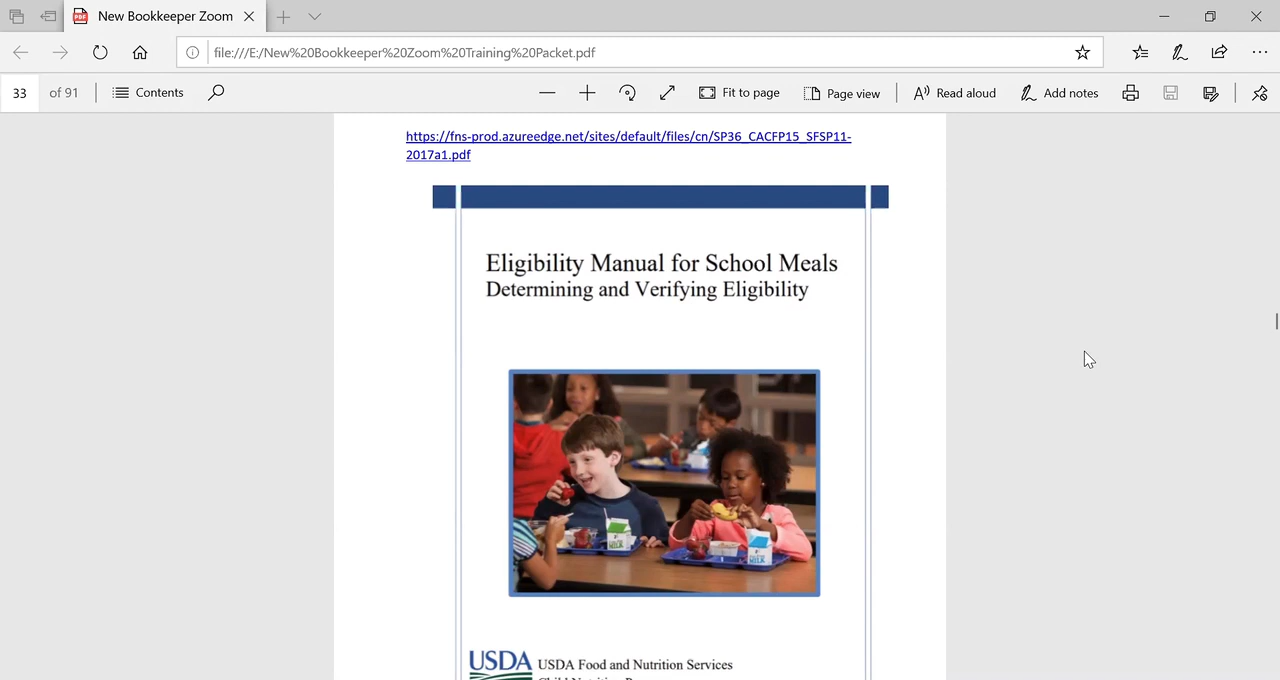 New Bookkeeper Zoom
file:///E:/New%20Bookkeeper%20Zoom%20Training%20Packet.pdf
33 of 91 Contents Fit to page Page view Read aloud Add notes
https://fns-prod.azureedge.net/sites/default/files/cn/SP36_CACFP15_SFSP11-
2017a1.pdf
Eligibility Manual for School Meals
Determining and Verifying Eligibility
USDA USDA Food and Nutrition Services